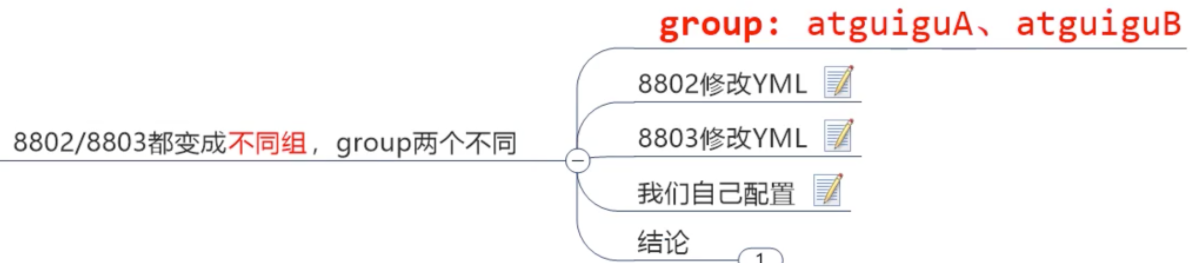 group: atguiguA、atguiguB
8802修改YML
8803修改YML
8802/8803都变成不同组，group两个不同
我们自己配置
结论
1